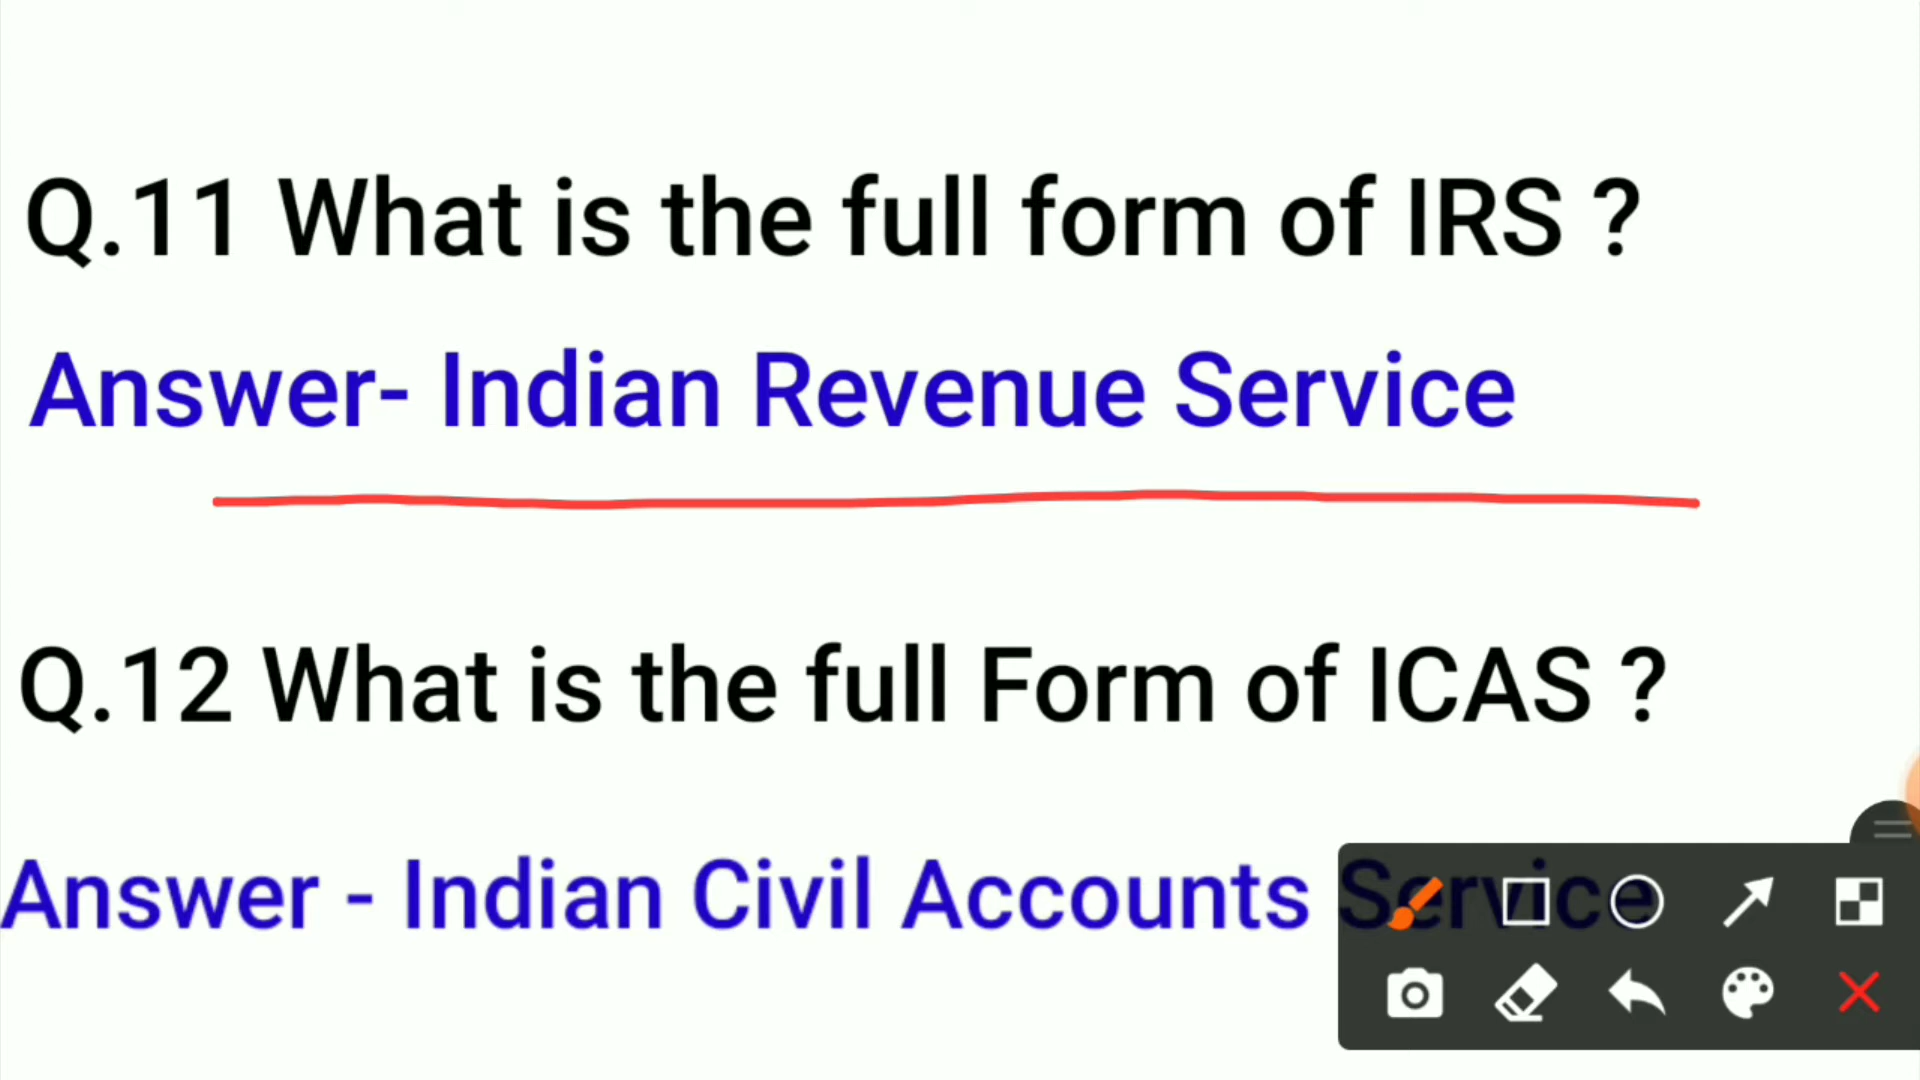 Q.11 What is the full form of IRS ?
Answer- Indian Revenue Service
Q.12 What is the full Form of ICAS ?
Answer - Indian Civil Accounts Service